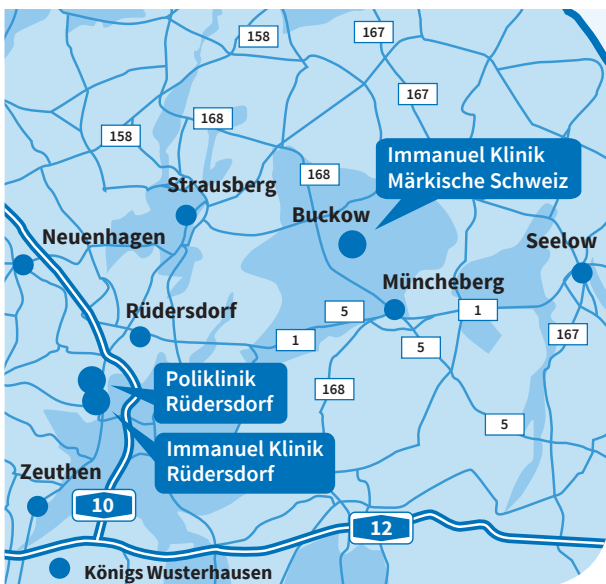 158
167
167
168
158
Immanuel Klinik
Märkische Schweiz
168
Strausberg
Buckow
Neuenhagen
Seelow
Müncheberg
Rüdersdorf
5
1
1
5
167
Poliklinik
Rüdersdorf
168
5
Immanuel Klinik
Rüdersdorf
Zeuthen
10
12
Königs Wusterhausen